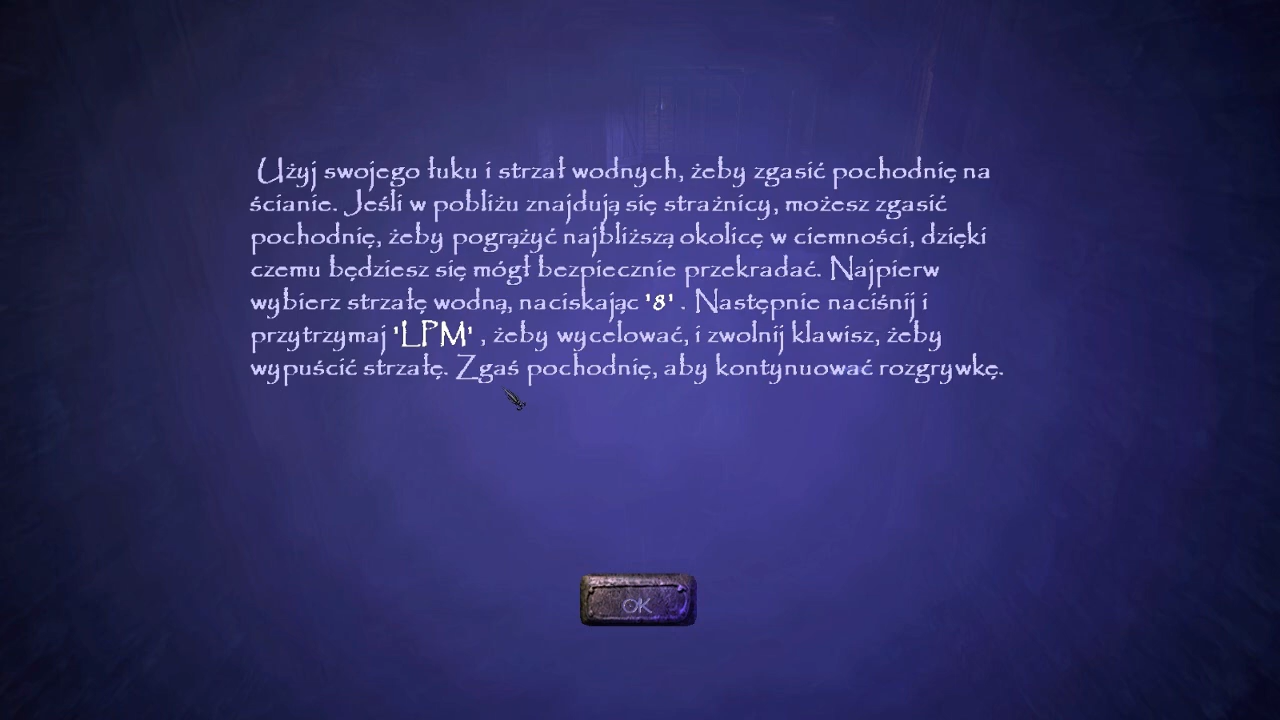 Użyj swojego łuku i strzał wodnych, żeby zgasić pochodnię na
ścianie. Jeśli w pobliżu znajdują się strażnicy, możesz zgasić
pochodnię, żeby pogrążyć najbliższą okolicę w ciemności, dzięki
czemu będziesz się mógł bezpiecznie przekradać. Najpierw
wybierz strzałę wodną, naciskając '8' . Następnie naciśnij i
przytrzymaj 'LPM' , żeby wycelować, i zwolnij klawisz, żeby
wypuścić strzałę. Zgaś pochodnię, aby kontynuować rozgrywkę.
OK